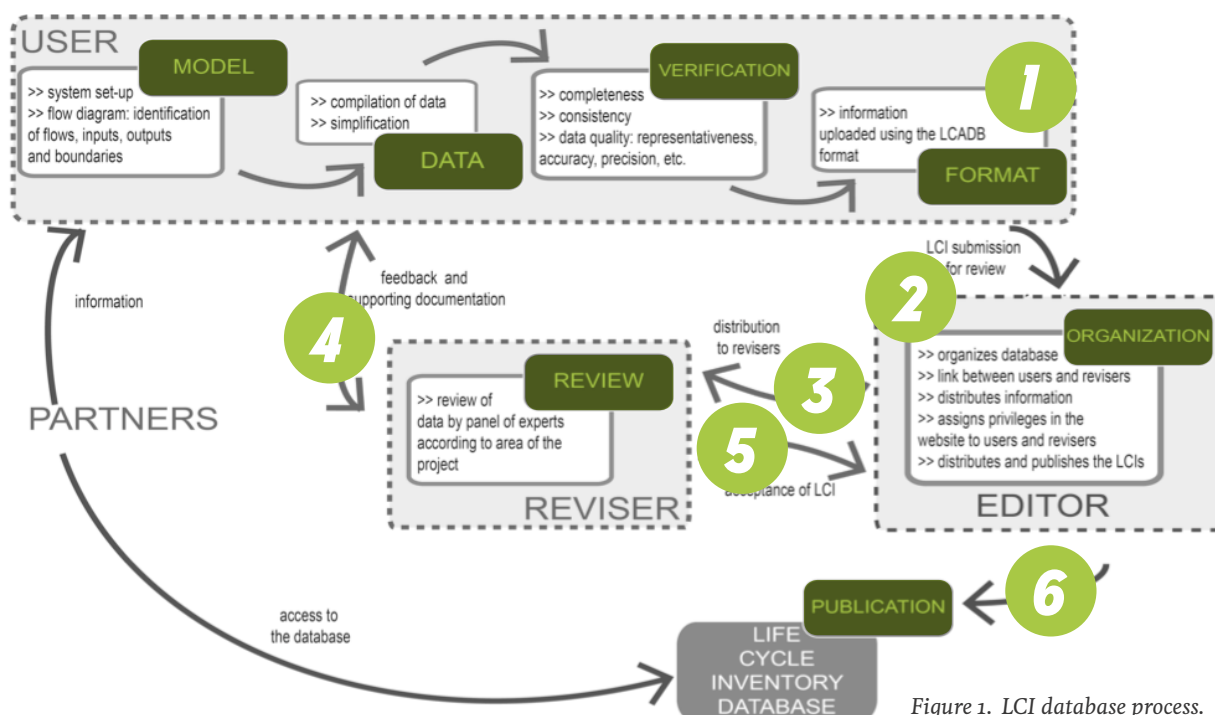 USER
MODEL
>> system set-up
>> flow diagram: identification
of flows, inputs, outputs
and boundaries
>> compilation of data
>> simplification
DATA
VERIFICATION
>> completeness
>> consistency
>> data quality: representativeness,
accuracy, precision, etc.
1
>> information
uploaded using the LCADB
format
FORMAT
LCI submission
for review
information
feedback and
supporting documentation
4
2
ORGANIZATION
>> organizes database
>> link between users and revisers
>> distributes information
>> assigns privileges in the
website to users and revisers
>> distributes and publishes the LCIs
EDITOR
distribution
to revisers
3
REVIEW
>> review of
data by panel of experts
according to area of the
project
REVISER
5
acceptance of LCI
PARTNERS
6
PUBLICATION
access to
the database
LIFE
CYCLE
INVENTORY
DATABASE
Figure 1. LCI database process.